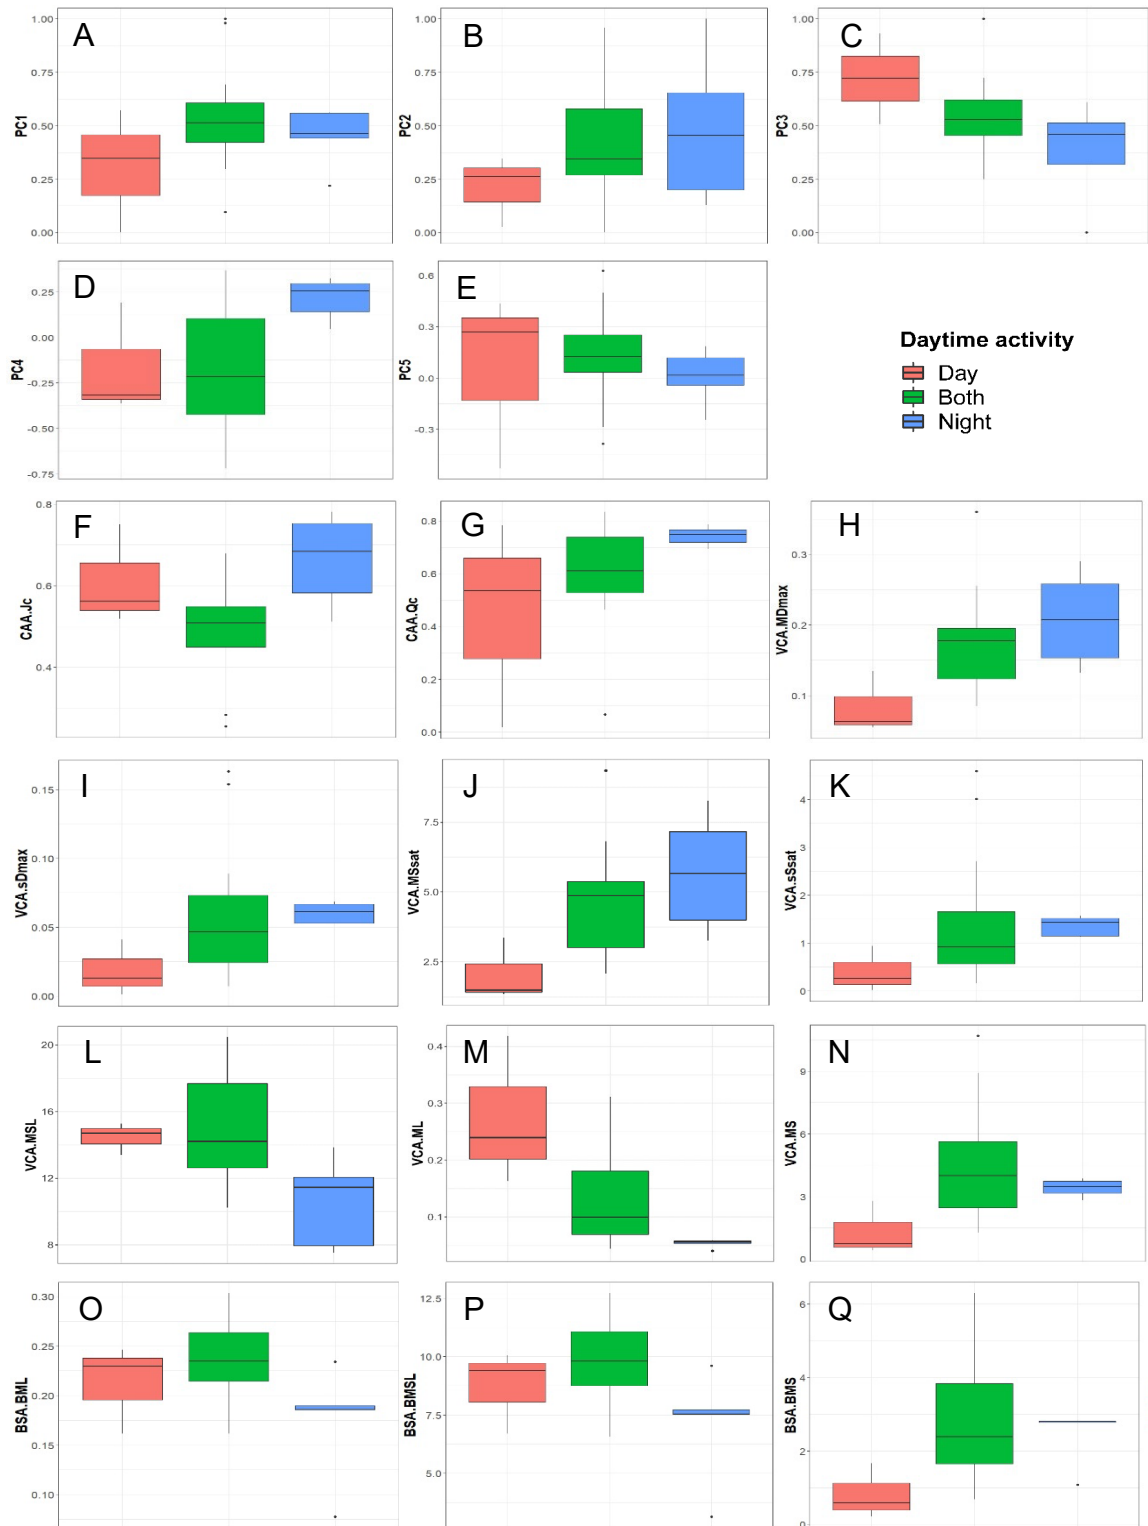 A
PC1
1.00
0.75
0.50
0.25
0.00
B
PC2
1.00
0.75
0.50
0.25
0.00
C
PC3
1.00
0.75
0.50
0.25
0.00
D
PC4
0.25
0.00
-0.25
-0.50
-0.75
E
PC5
0.6
0.3
0.0
-0.3
Daytime activity
Day
Both
Night
F
CAA.Jc
0.8
0.6
0.4
G
CAA.Qc
0.8
0.6
0.4
0.2
0.0
H
VCA.MDmax
0.3
0.2
0.1
I
VCA.sDmax
0.15
0.10
0.05
0.00
J
VCA.MSsat
7.5
5.0
2.5
K
VCA.sSsat
4
3
2
1
0
L
VCA.MSL
20
16
12
8
M
VCA.ML
0.4
0.3
0.2
0.1
N
VCA.MS
9
6
3
0
O
BSA.BML
0.30
0.25
0.20
0.15
0.10
P
BSA.BMSL
12.5
10.0
7.5
5.0
Q
BSA.BMS
6
4
2
0